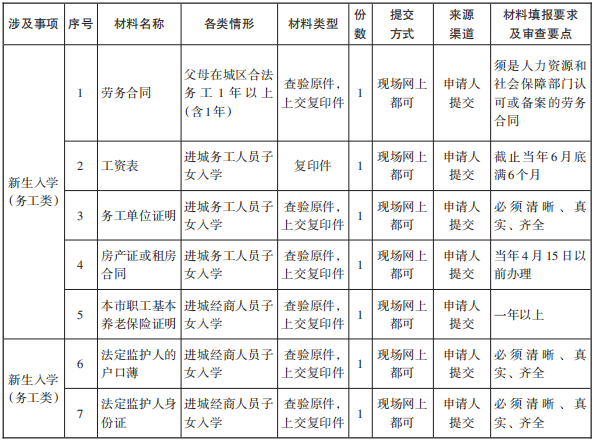 涉及事项 序号 材料名称 各类情形 材料类型 份数 提交方式 来源渠道 材料填报要求及审查要点
新生入学（务工类）
1 劳务合同 父母在城区合法务工1年以上（含1年） 查验原件，上交复印件 1 现场网上都可 申请人提交 须是人力资源和社会保障部门认可或备案的劳务合同
2 工资表 进城务工人员子女入学 复印件 1 现场网上都可 申请人提交 截止当年6月底满6个月
3 务工单位证明 进城务工人员子女入学 查验原件，上交复印件 1 现场网上都可 申请人提交 必须清晰、真实、齐全
4 房产证或租房合同 进城务工人员子女入学 查验原件，上交复印件 1 现场网上都可 申请人提交 当年4月15日以前办理
5 本市职工基本养老保险证明 进城经商人员子女入学 查验原件，上交复印件 1 现场网上都可 申请人提交 一年以上
新生入学（务工类）
6 法定监护人的户口薄 进城经商人员子女入学 查验原件，上交复印件 1 现场网上都可 申请人提交 必须清晰、真实、齐全
7 法定监护人身份证 进城经商人员子女入学 查验原件，上交复印件 1 现场网上都可 申请人提交 必须清晰、真实、齐全